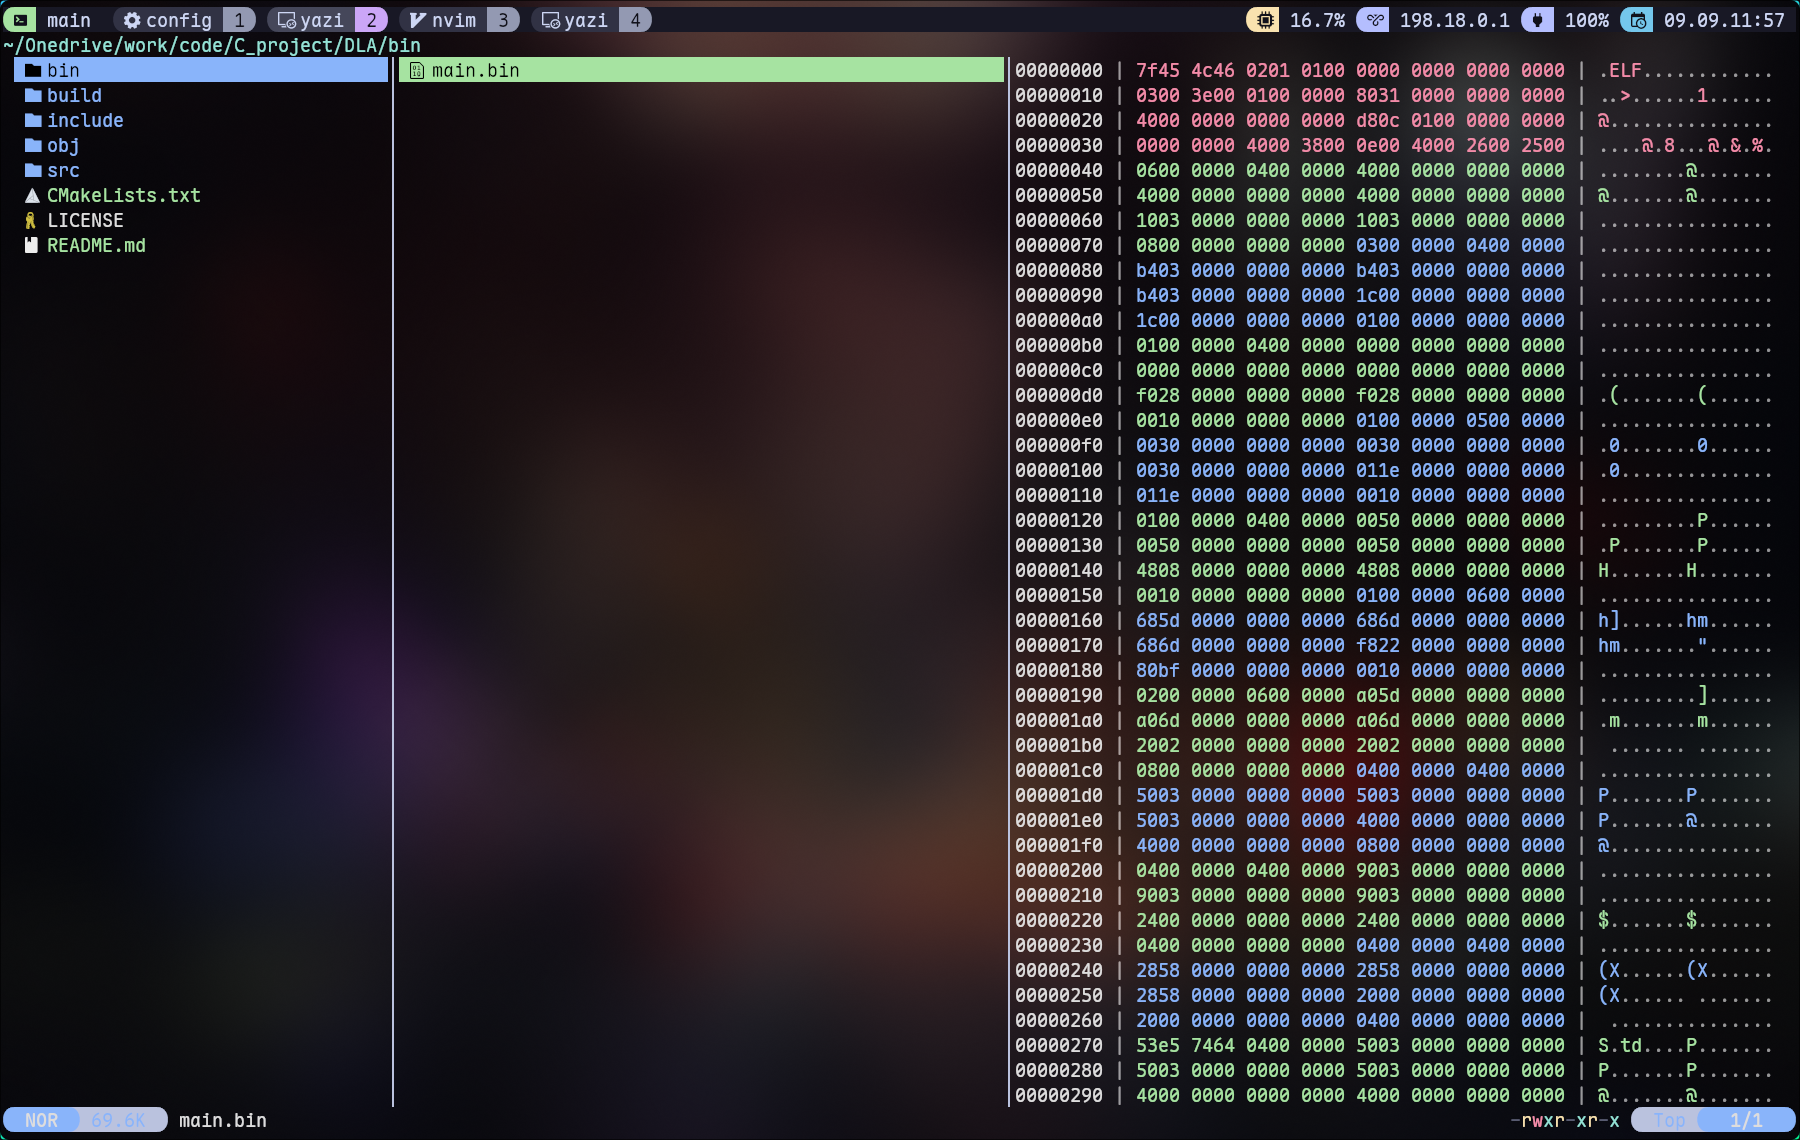 main config 1 yazi 2 nvim 3 yazi 4 16.7% 198.18.0.1 100% 09.09.11:57
~/Onedrive/work/code/C_project/DLA/bin
bin
build
include
obj
src
CMakeLists.txt
LICENSE
README.md
main.bin
00000000 | 7f45 4c46 0201 0100 0000 0000 0000 0000 | .ELF............
00000010 | 0300 3e00 0100 0000 8031 0000 0000 0000 | ..>......1......
00000020 | 4000 0000 0000 0000 d80c 0100 0000 0000 | @...............
00000030 | 0000 0000 4000 3800 0e00 4000 2600 2500 | ....@.8...@.&.%.
00000040 | 0600 0000 0400 0000 4000 0000 0000 0000 | ........@.......
00000050 | 4000 0000 0000 0000 4000 0000 0000 0000 | @.......@.......
00000060 | 1003 0000 0000 0000 1003 0000 0000 0000 | ................
00000070 | 0800 0000 0000 0000 0300 0000 0400 0000 | ................
00000080 | b403 0000 0000 0000 b403 0000 0000 0000 | ................
00000090 | b403 0000 0000 0000 1c00 0000 0000 0000 | ................
000000a0 | 1c00 0000 0000 0000 0100 0000 0000 0000 | ................
000000b0 | 0100 0000 0400 0000 0000 0000 0000 0000 | ................
000000c0 | 0000 0000 0000 0000 0000 0000 0000 0000 | ................
000000d0 | f028 0000 0000 0000 f028 0000 0000 0000 | .(.......(......
000000e0 | 0010 0000 0000 0000 0100 0000 0500 0000 | ................
000000f0 | 0030 0000 0000 0000 0030 0000 0000 0000 | .0.......0......
00000100 | 0030 0000 0000 0000 011e 0000 0000 0000 | .0..............
00000110 | 011e 0000 0000 0000 0010 0000 0000 0000 | ................
00000120 | 0100 0000 0400 0000 0050 0000 0000 0000 | .........P......
00000130 | 0050 0000 0000 0000 0050 0000 0000 0000 | .P.......P......
00000140 | 4808 0000 0000 0000 4808 0000 0000 0000 | H.......H.......
00000150 | 0010 0000 0000 0000 0100 0000 0600 0000 | ................
00000160 | 685d 0000 0000 0000 686d 0000 0000 0000 | h]......hm......
00000170 | 686d 0000 0000 0000 f822 0000 0000 0000 | hm......."......
00000180 | 80bf 0000 0000 0000 0010 0000 0000 0000 | ................
00000190 | 0200 0000 0600 0000 a05d 0000 0000 0000 | .........]......
000001a0 | a06d 0000 0000 0000 a06d 0000 0000 0000 | .m.......m......
000001b0 | 2002 0000 0000 0000 2002 0000 0000 0000 |  ....... .......
000001c0 | 0800 0000 0000 0000 0400 0000 0400 0000 | ................
000001d0 | 5003 0000 0000 0000 5003 0000 0000 0000 | P.......P.......
000001e0 | 5003 0000 0000 0000 4000 0000 0000 0000 | P.......@.......
000001f0 | 4000 0000 0000 0000 0800 0000 0000 0000 | @...............
00000200 | 0400 0000 0400 0000 9003 0000 0000 0000 | ................
00000210 | 9003 0000 0000 0000 9003 0000 0000 0000 | ................
00000220 | 2400 0000 0000 0000 2400 0000 0000 0000 | $.......$.......
00000230 | 0400 0000 0000 0000 0400 0000 0400 0000 | ................
00000240 | 2858 0000 0000 0000 2858 0000 0000 0000 | (X......(X......
00000250 | 2858 0000 0000 0000 2000 0000 0000 0000 | (X...... .......
00000260 | 2000 0000 0000 0000 0400 0000 0000 0000 |  ...............
00000270 | 53e5 7464 0400 0000 5003 0000 0000 0000 | S.td....P.......
00000280 | 5003 0000 0000 0000 5003 0000 0000 0000 | P.......P.......
00000290 | 4000 0000 0000 0000 4000 0000 0000 0000 | @.......@.......
NOR 69.6K main.bin -rwxr-xr-x Top 1/1